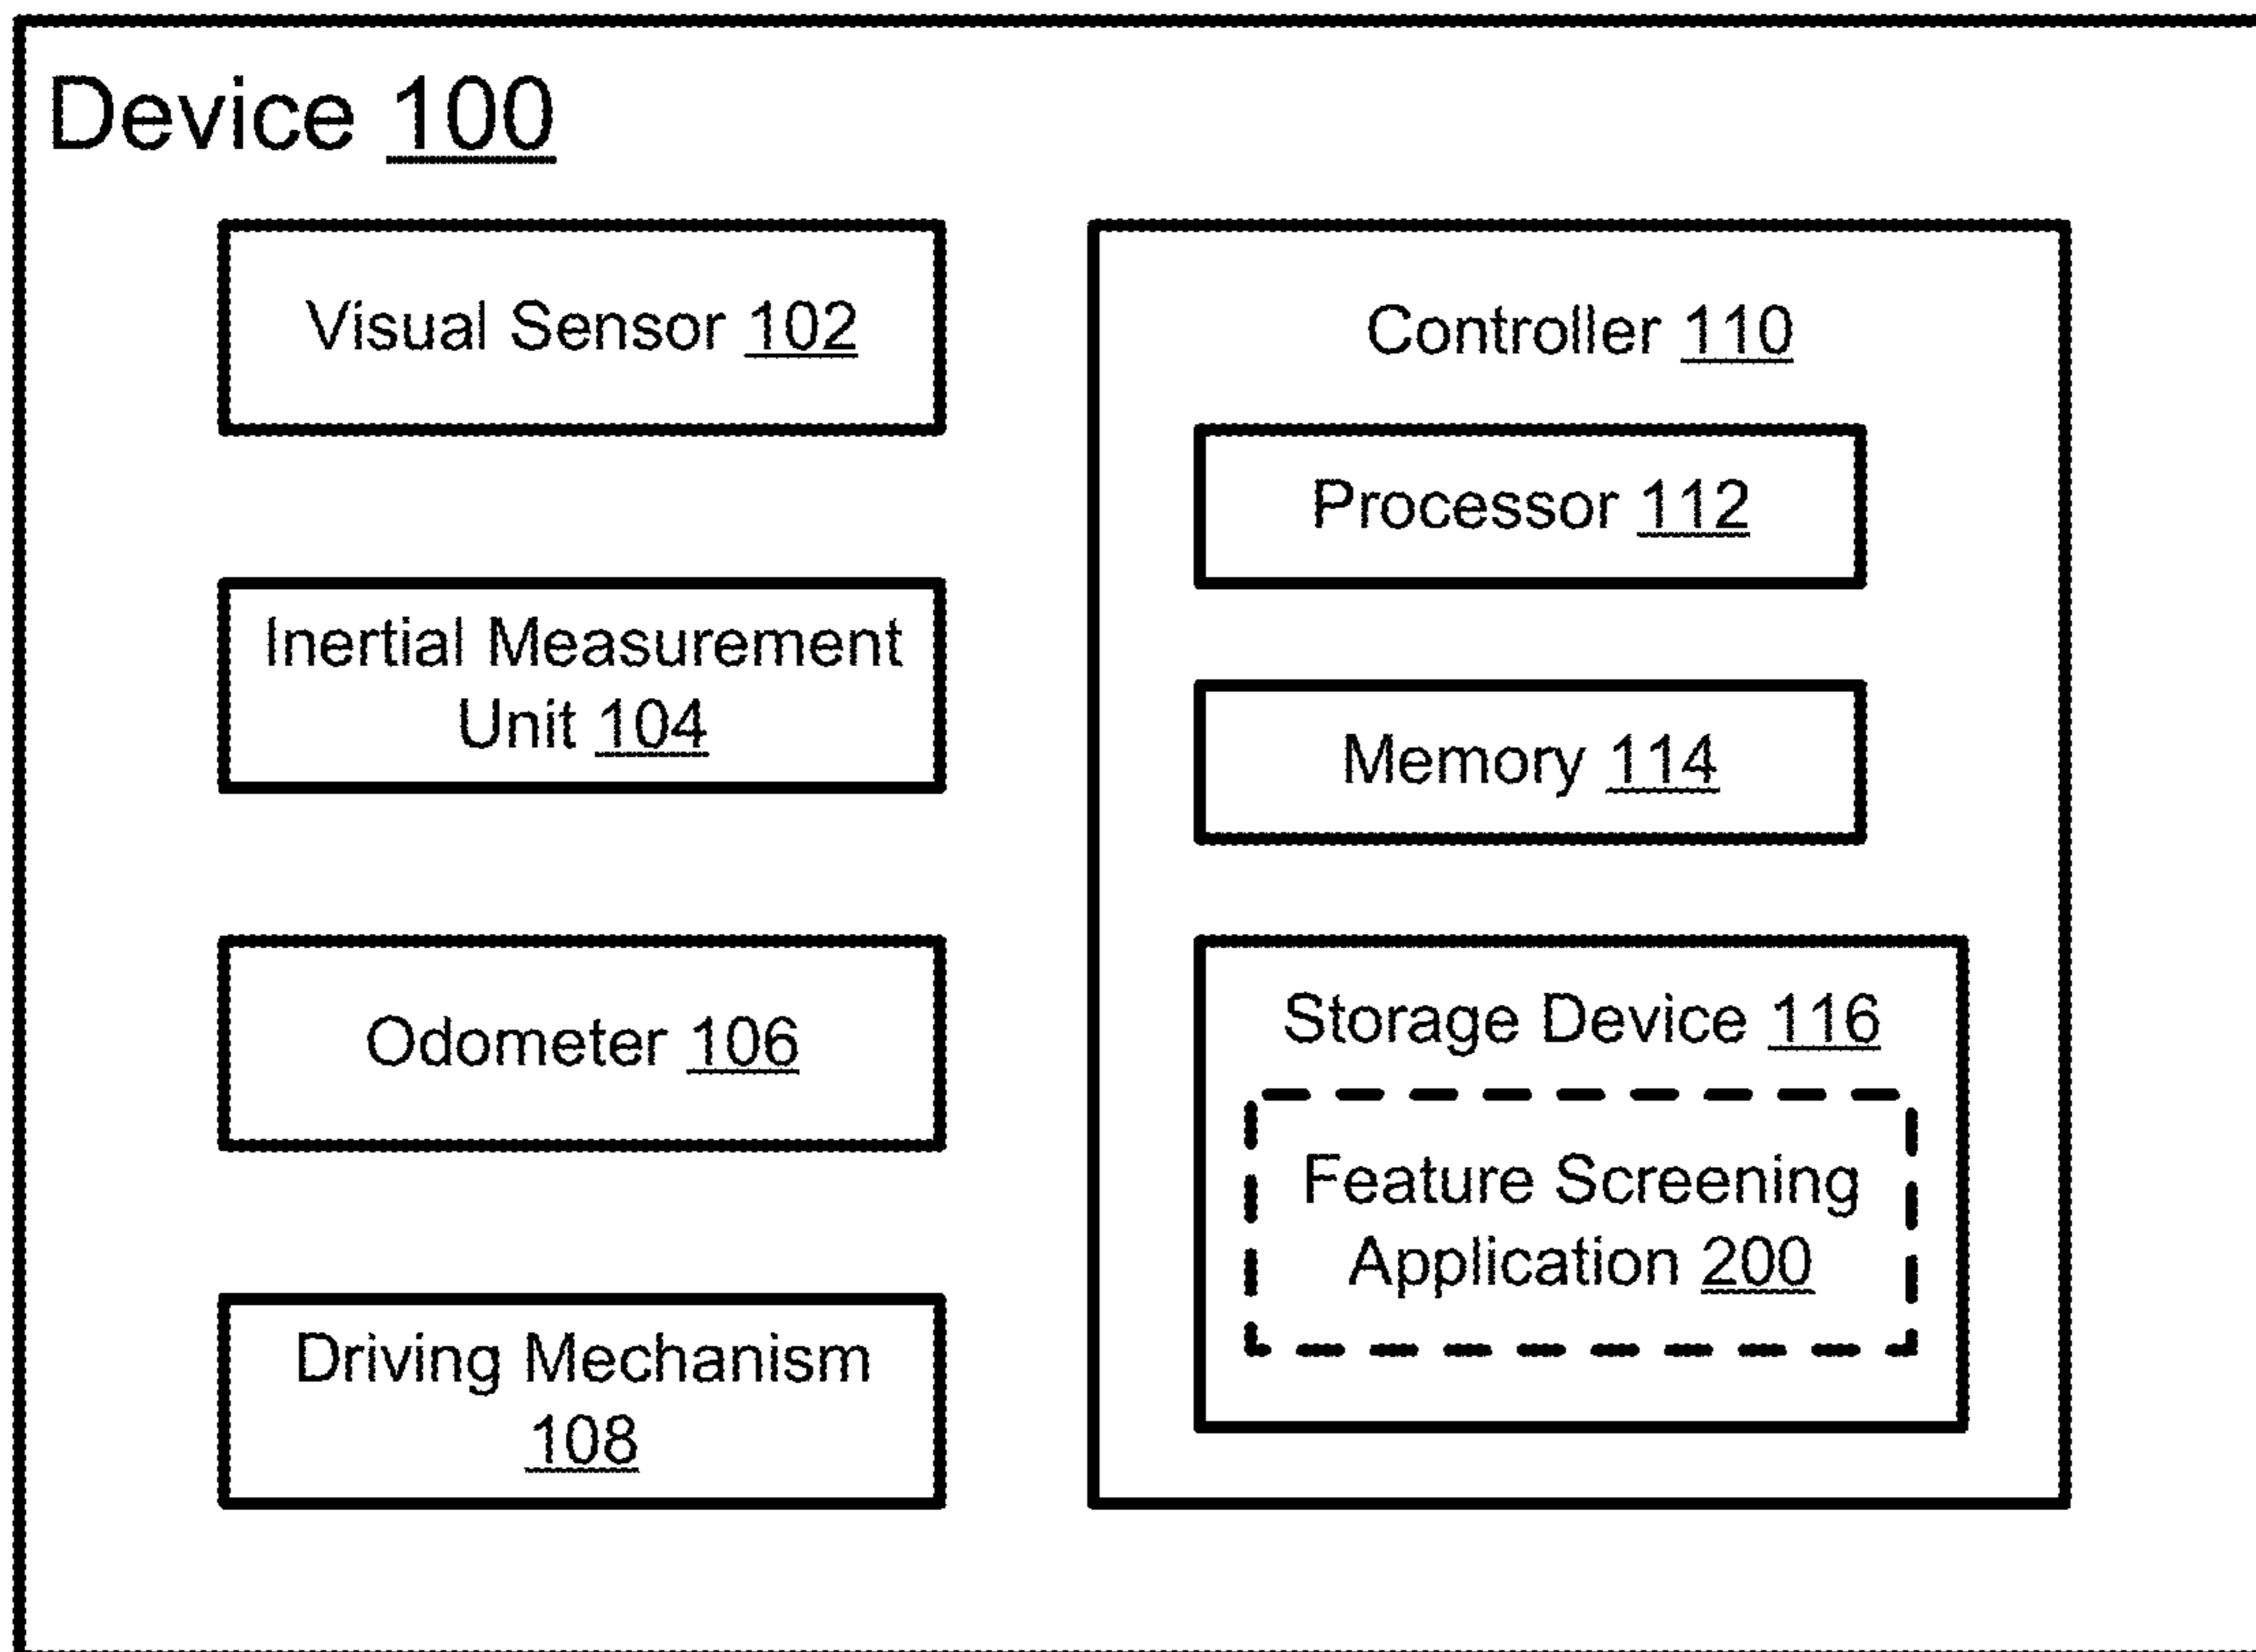 Device 100
Visual Sensor 102
Inertial Measurement
Unit 104
Odometer 106
Driving Mechanism
108
Controller 110
Processor 112
Memory 114
Storage Device 116
Feature Screening
Application 200